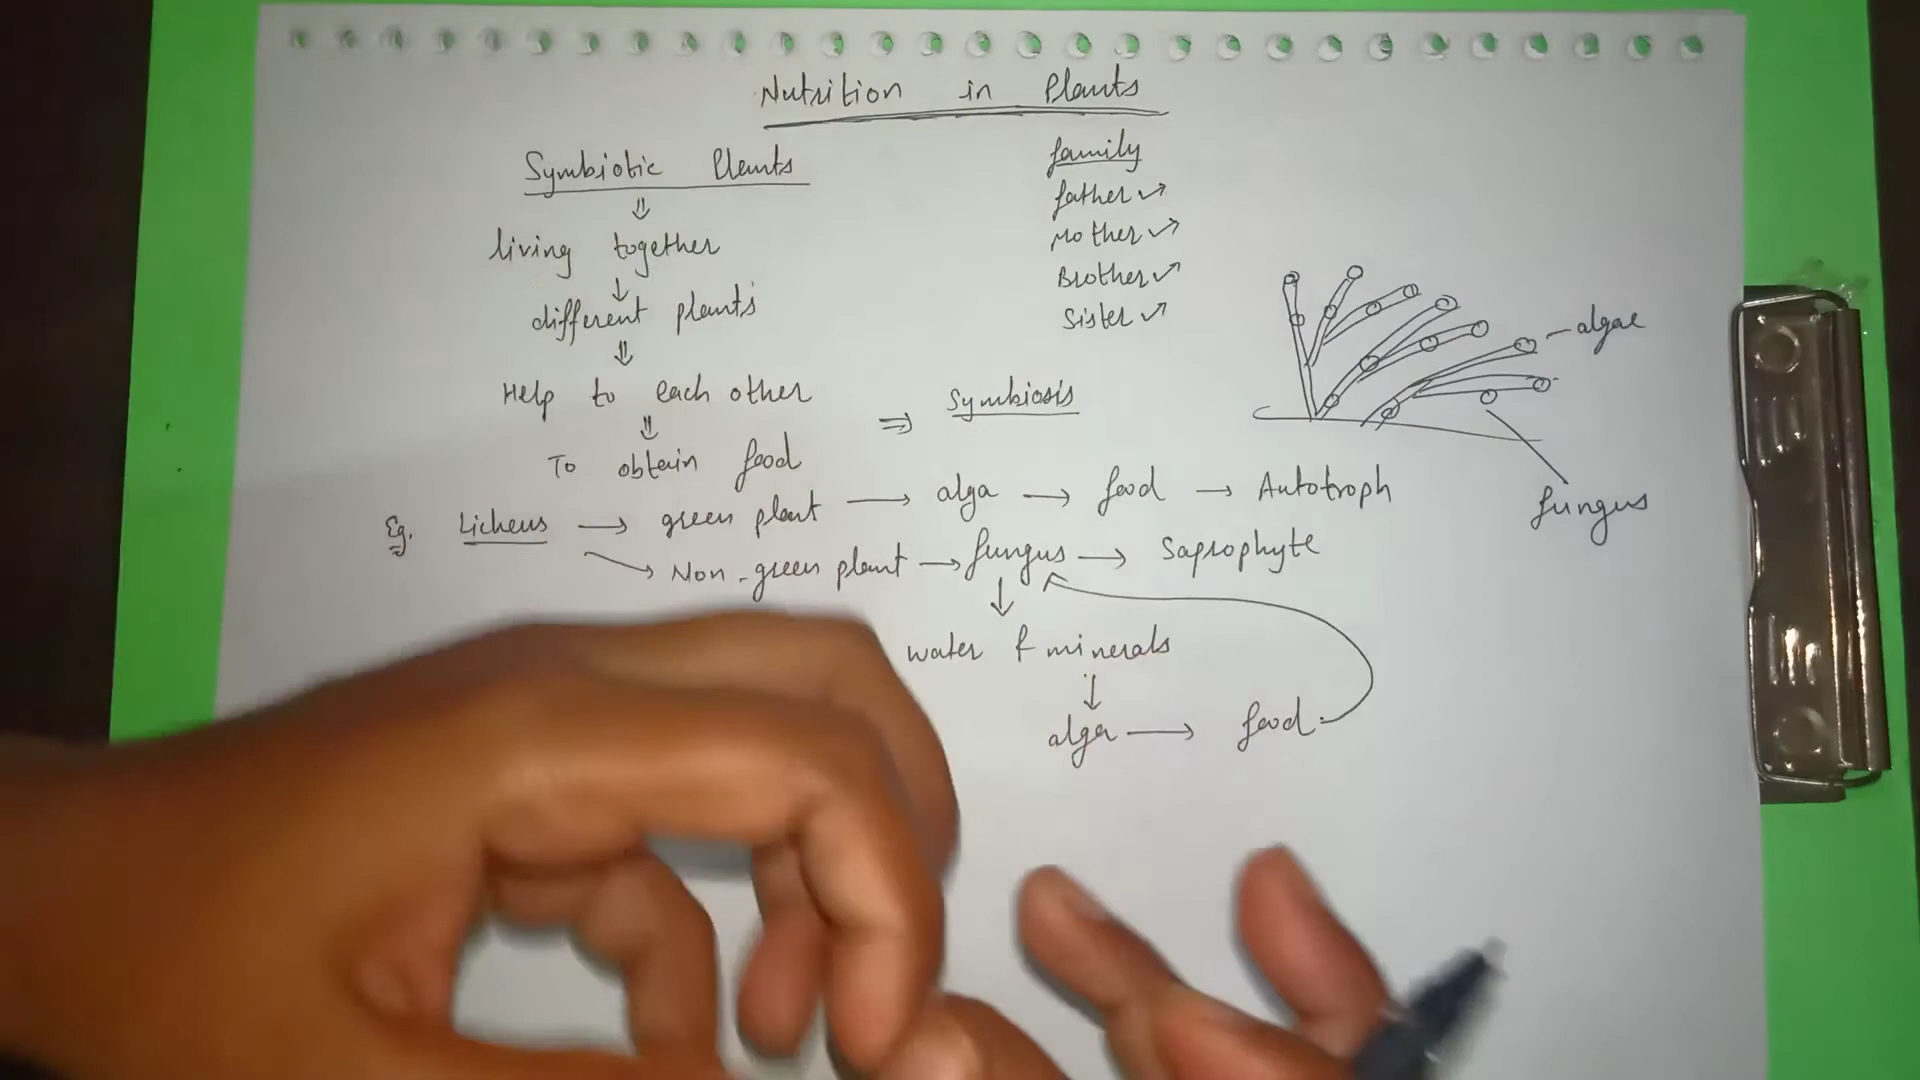 Nutrition in Plants
Symbiotic Plants
⇓
living together
↓
different plants
⇓
Help to each other ⇒ Symbiosis
⇓
To obtain food
family
father ✓
Mother ✓
Brother ✓
Sister ✓
algae
fungus
Eg. Lichens → green plant → alga → food → Autotroph
→ Non-green plant → fungus → Saprophyte
↓
water & minerals
↓
alga → food